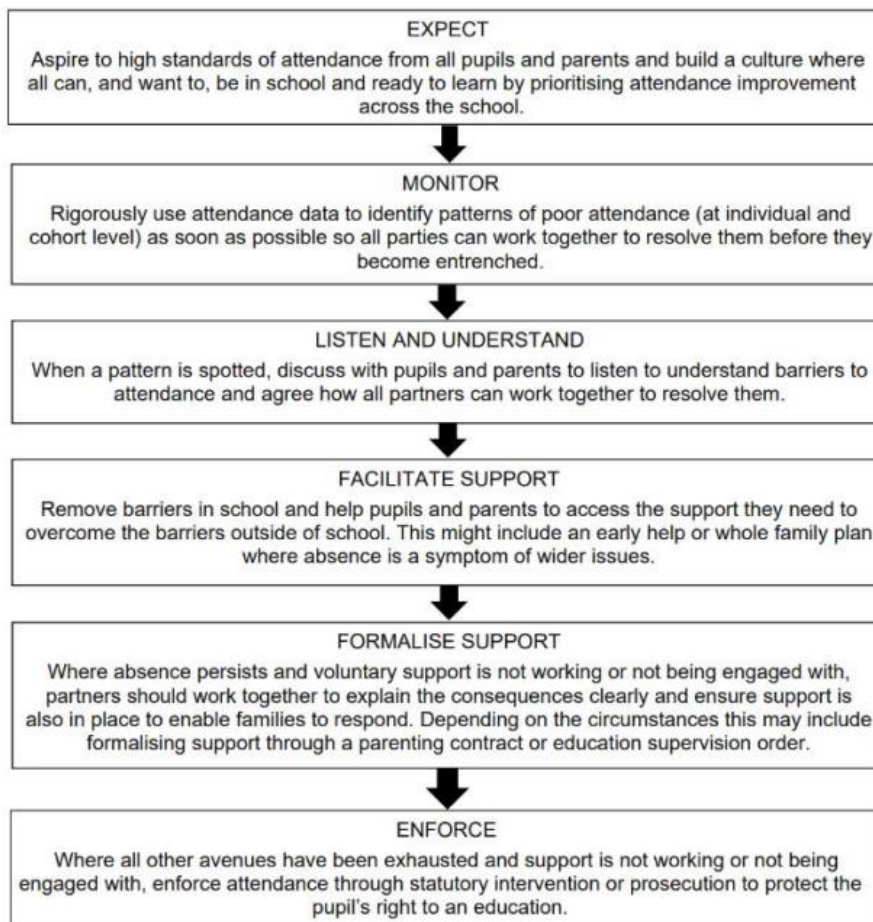 EXPECT
Aspire to high standards of attendance from all pupils and parents and build a culture where
all can, and want to, be in school and ready to learn by prioritising attendance improvement
across the school.
MONITOR
Rigorously use attendance data to identify patterns of poor attendance (at individual and
cohort level) as soon as possible so all parties can work together to resolve them before they
become entrenched.
LISTEN AND UNDERSTAND
When a pattern is spotted, discuss with pupils and parents to listen to understand barriers to
attendance and agree how all partners can work together to resolve them.
FACILITATE SUPPORT
Remove barriers in school and help pupils and parents to access the support they need to
overcome the barriers outside of school. This might include an early help or whole family plan
where absence is a symptom of wider issues.
FORMALISE SUPPORT
Where absence persists and voluntary support is not working or not being engaged with,
partners should work together to explain the consequences clearly and ensure support is
also in place to enable families to respond. Depending on the circumstances this may include
formalising support through a parenting contract or education supervision order.
ENFORCE
Where all other avenues have been exhausted and support is not working or not being
engaged with, enforce attendance through statutory intervention or prosecution to protect the
pupil's right to an education.